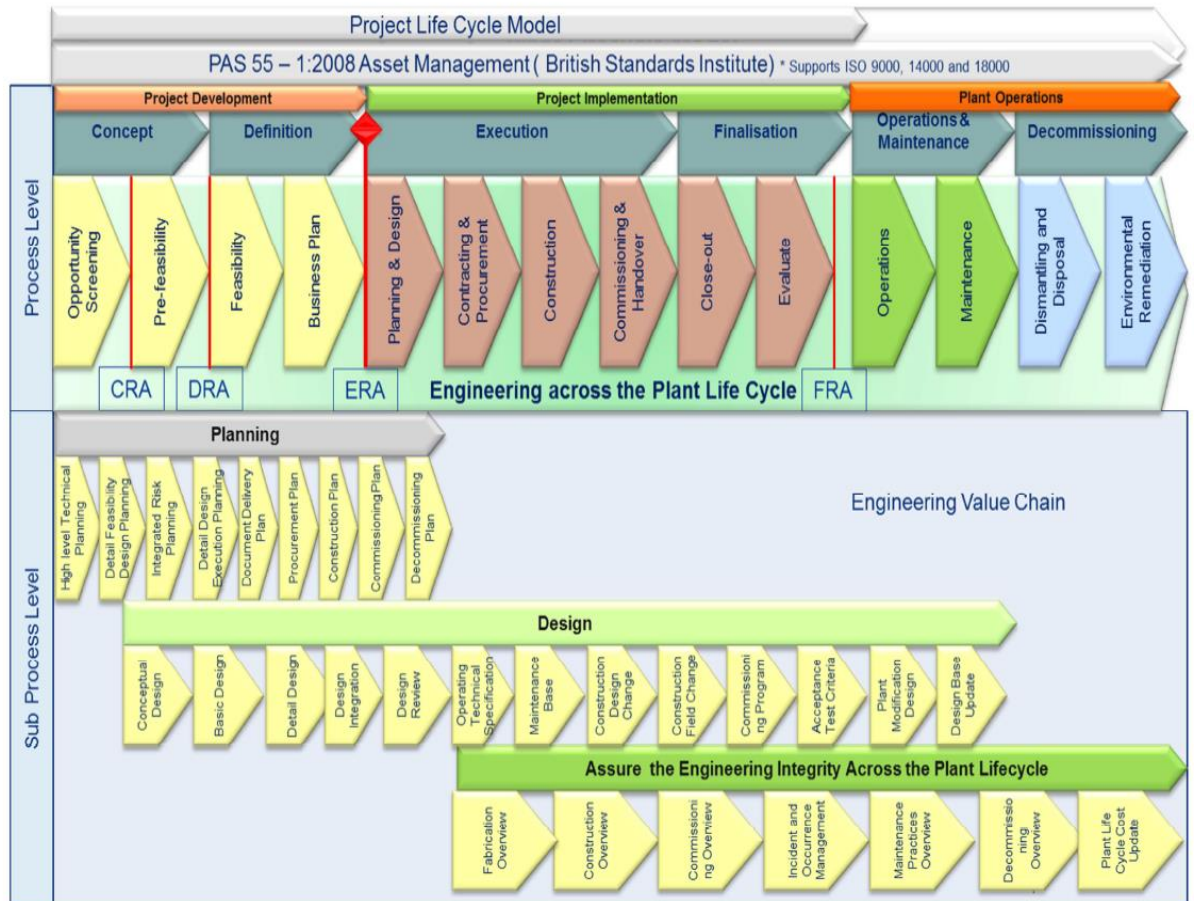 Project Life Cycle Model
PAS 55 – 1:2008 Asset Management ( British Standards Institute) * Supports ISO 9000, 14000 and 18000
Process Level
Project Development
Project Implementation
Plant Operations
Concept
Definition
Execution
Finalisation
Operations &
Maintenance
Decommissioning
Opportunity
Screening
Pre-feasibility
Feasibility
Business Plan
Planning & Design
Contracting &
Procurement
Construction
Commissioning &
Handover
Close-out
Evaluate
Operations
Maintenance
Dismantling and
Disposal
Environmental
Remediation
CRA
DRA
ERA
Engineering across the Plant Life Cycle
FRA
Sub Process Level
Planning
High level Technical
Planning
Detail Feasiblity
Design Planning
Integrated Risk
Planning
Detail Design
Execution Planning
Document Delivery
Plan
Procurement Plan
Construction Plan
Commissioning Plan
Decommissioning
Plan
Engineering Value Chain
Design
Conceptual
Design
Basic Design
Detail Design
Design
Integration
Design
Review
Operating
Technical
Specification
Maintenance
Base
Construction
Design
Change
Construction
Field Change
Commissioni
ng Program
Acceptance
Test Criteria
Plant
Modification
Design
Design Base
Update
Assure the Engineering Integrity Across the Plant Lifecycle
Fabrication
Overview
Construction
Overview
Commissioni
ng Overview
Incident and
Occurrence
Management
Maintenance
Practices
Overview
Decommissio
ning Overview
Plant Life
Cycle Cost
Update